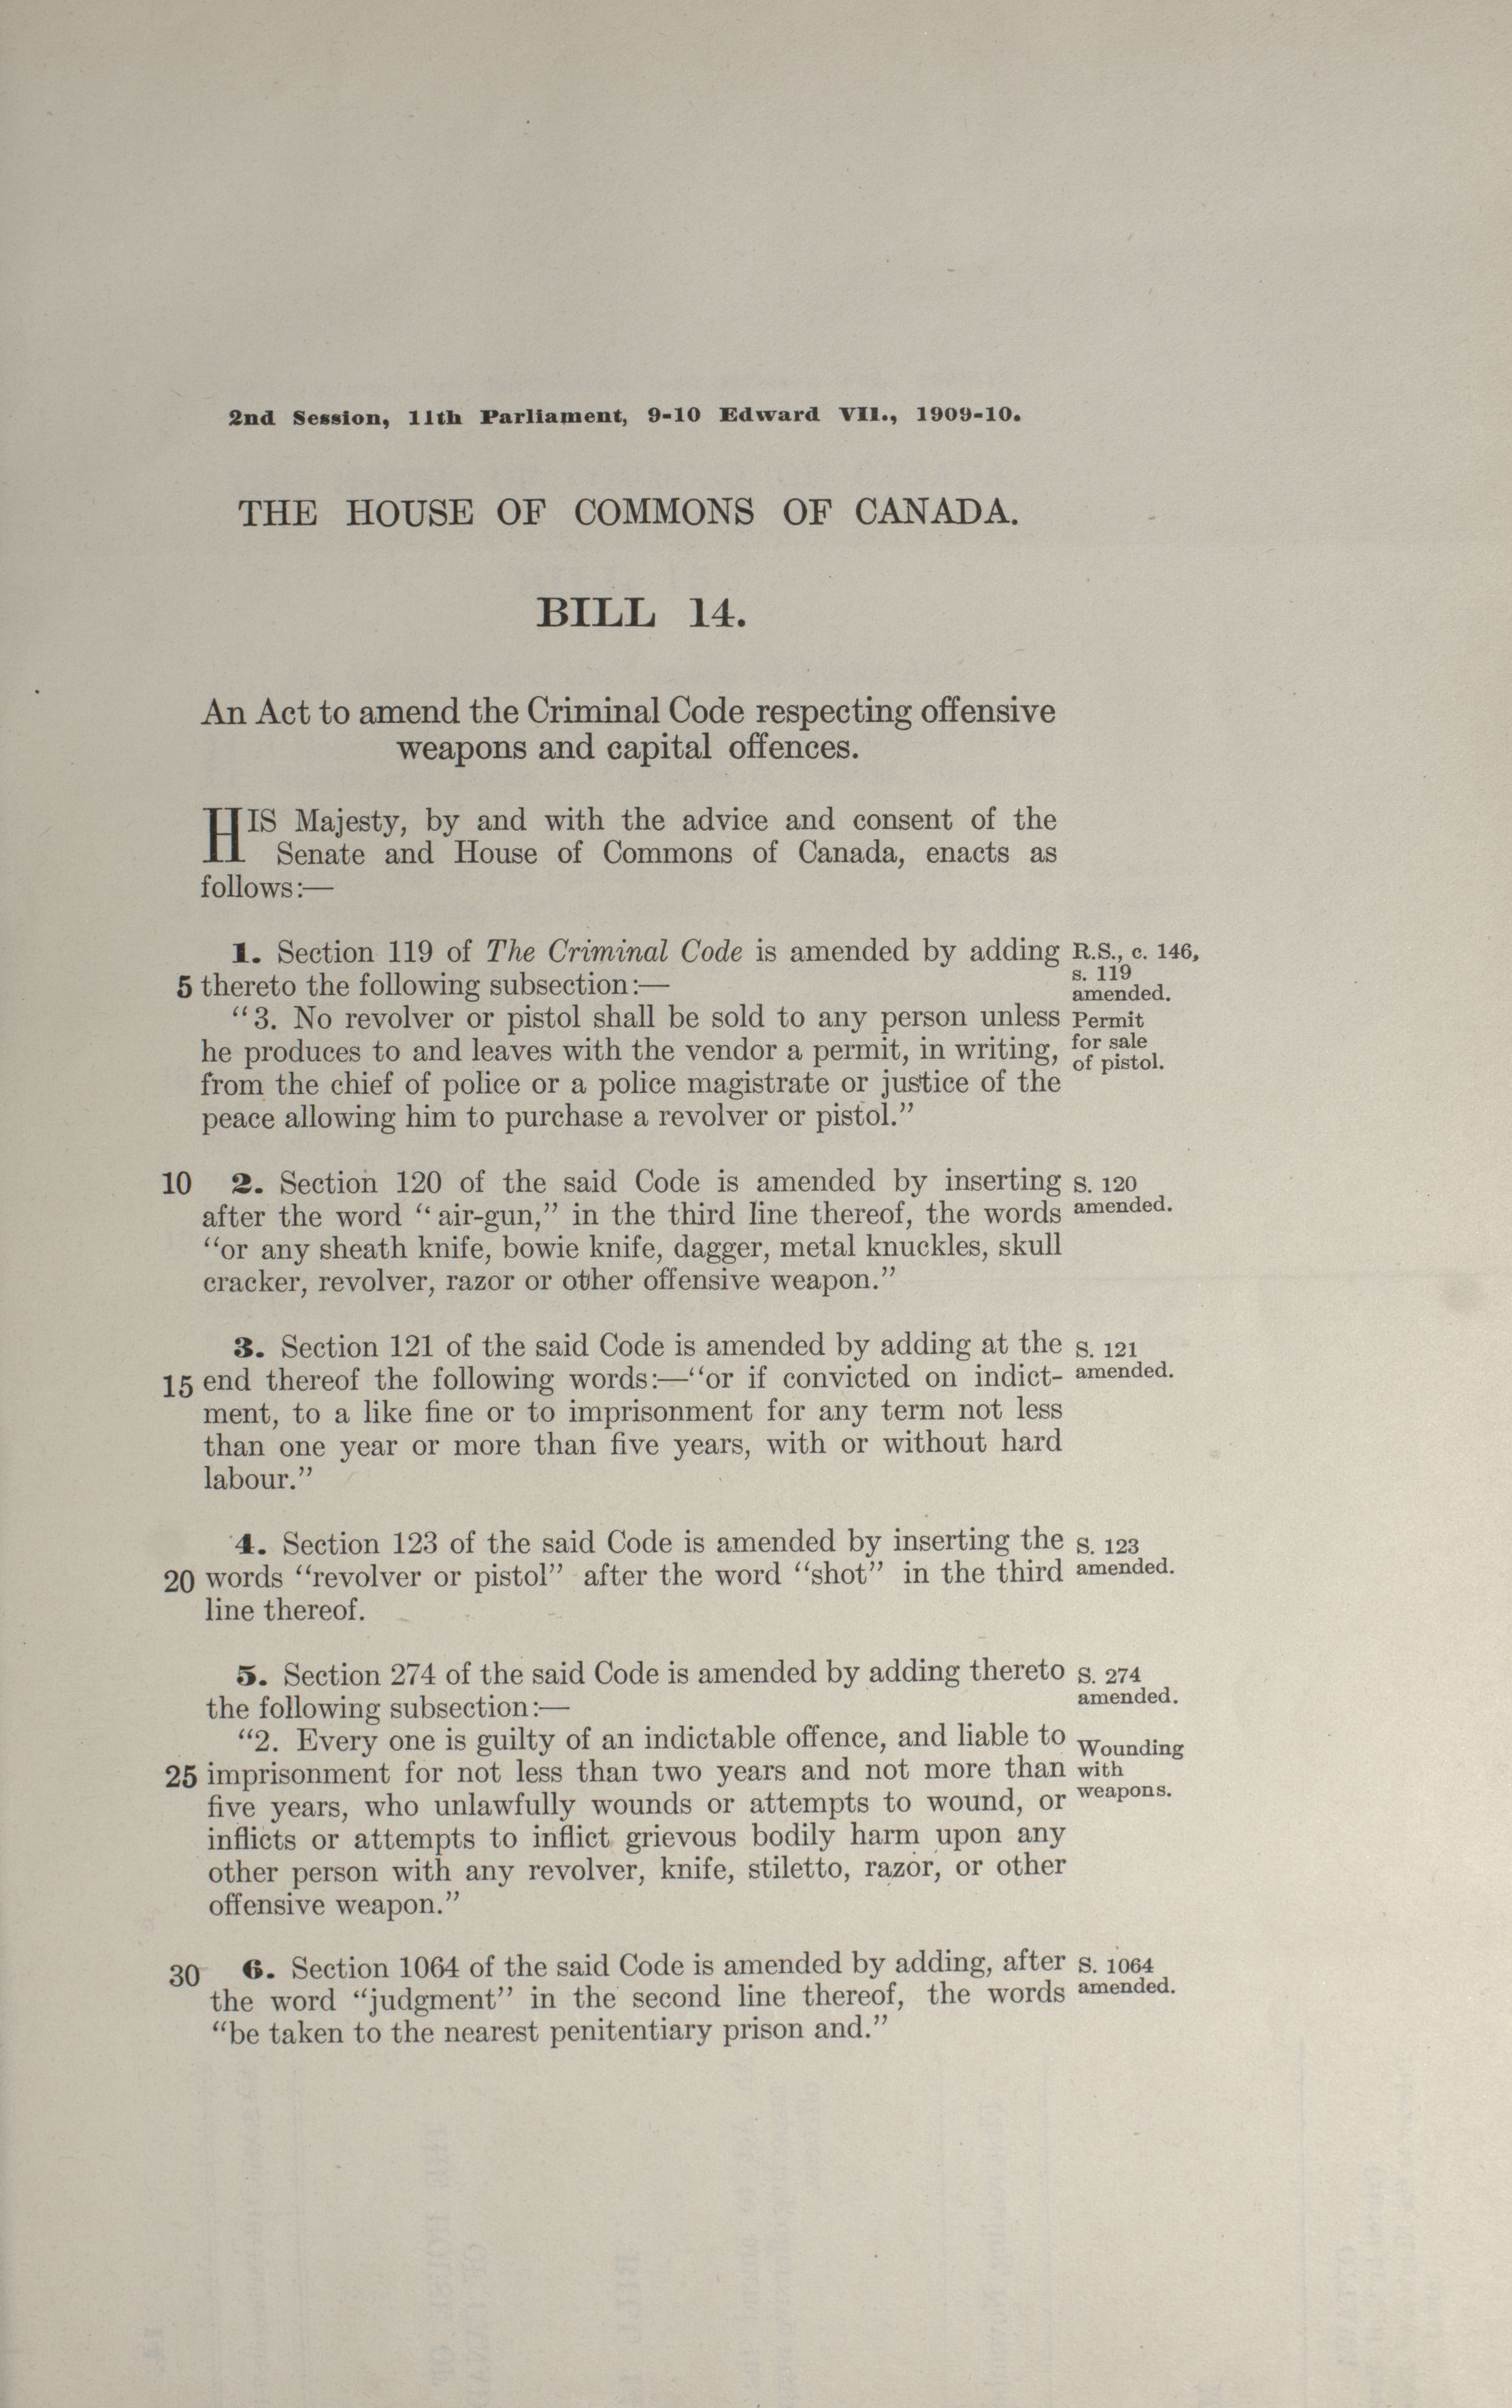 2nd Session, 11th Parliament, 9-10 Edward VII., 1909-10.
THE HOUSE OF COMMONS OF CANADA.
BILL 14.
An Act to amend the Criminal Code respecting offensive
weapons and capital offences.
HIS Majesty, by and with the advice and consent of the
Senate and House of Commons of Canada, enacts as
follows:—
1. Section 119 of The Criminal Code is amended by adding R.S., c. 146,
s. 119
5 thereto the following subsection:—
amended.
“3. No revolver or pistol shall be sold to any person unless Permit
he produces to and leaves with the vendor a permit, in writing, for sale
of pistol.
from the chief of police or a police magistrate or justice of the
peace allowing him to purchase a revolver or pistol.”
10 2. Section 120 of the said Code is amended by inserting S. 120
after the word “air-gun,” in the third line thereof, the words amended.
“or any sheath knife, bowie knife, dagger, metal knuckles, skull
cracker, revolver, razor or other offensive weapon.”
3. Section 121 of the said Code is amended by adding at the S. 121
15 end thereof the following words:—“or if convicted on indict- amended.
ment, to a like fine or to imprisonment for any term not less
than one year or more than five years, with or without hard
labour.”
4. Section 123 of the said Code is amended by inserting the S. 123
20 words “revolver or pistol” after the word “shot” in the third amended.
line thereof.
5. Section 274 of the said Code is amended by adding thereto S. 274
the following subsection:— amended.
“2. Every one is guilty of an indictable offence, and liable to Wounding
25 imprisonment for not less than two years and not more than with
five years, who unlawfully wounds or attempts to wound, or weapons.
inflicts or attempts to inflict grievous bodily harm upon any
other person with any revolver, knife, stiletto, razor, or other
offensive weapon.”
30 6. Section 1064 of the said Code is amended by adding, after S. 1064
the word “judgment” in the second line thereof, the words amended.
“be taken to the nearest penitentiary prison and.”